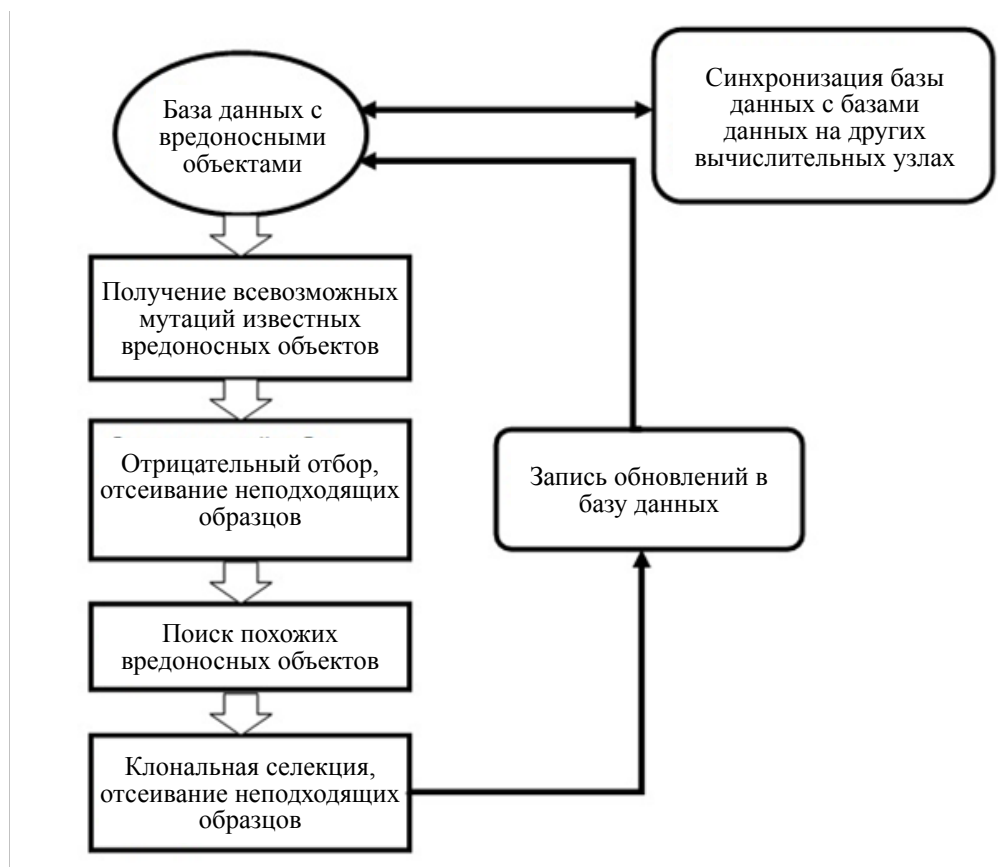 База данных с
вредоносными
объектами
Синхронизация базы
данных с базами
данных на других
вычислительных узлах
Получение всевозможных
мутаций известных
вредоносных объектов
Отрицательный отбор,
отсеивание неподходящих
образцов
Запись обновлений в
базу данных
Поиск похожих
вредоносных объектов
Клональная селекция,
отсеивание неподходящих
образцов